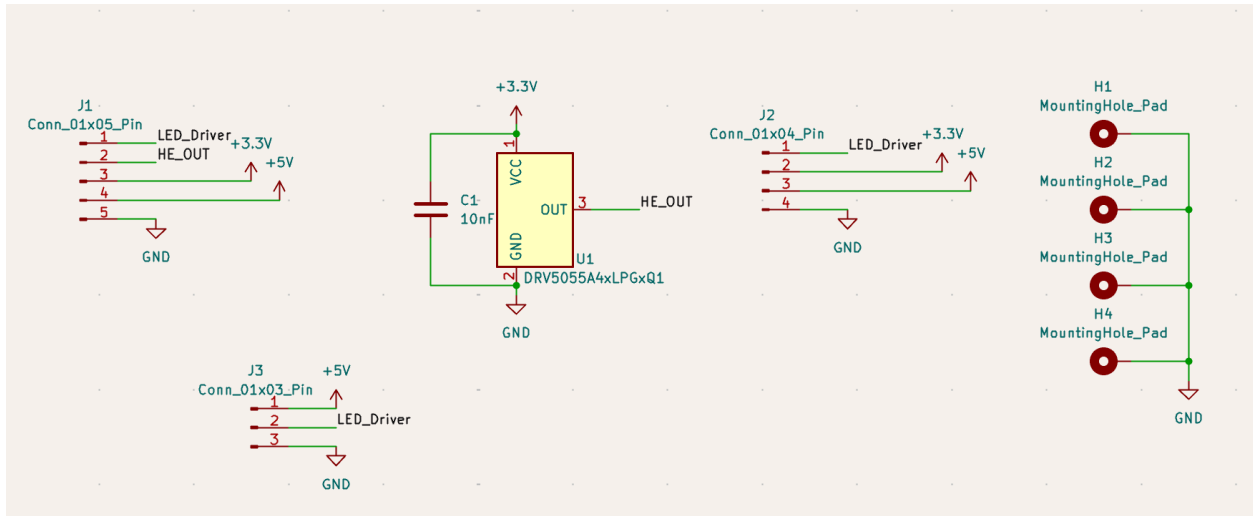 J1
Conn_01x05_Pin
1
LED_Driver
2
HE_OUT
3
+3.3V
4
+5V
5
GND
+3.3V
1
VCC
C1
10nF
OUT
3
HE_OUT
GND
2
U1
DRV5055A4xLPGxQ1
GND
J2
Conn_01x04_Pin
1
LED_Driver
2
+3.3V
3
+5V
4
GND
J3
Conn_01x03_Pin
1
+5V
2
LED_Driver
3
GND
H1
MountingHole_Pad
H2
MountingHole_Pad
H3
MountingHole_Pad
H4
MountingHole_Pad
GND